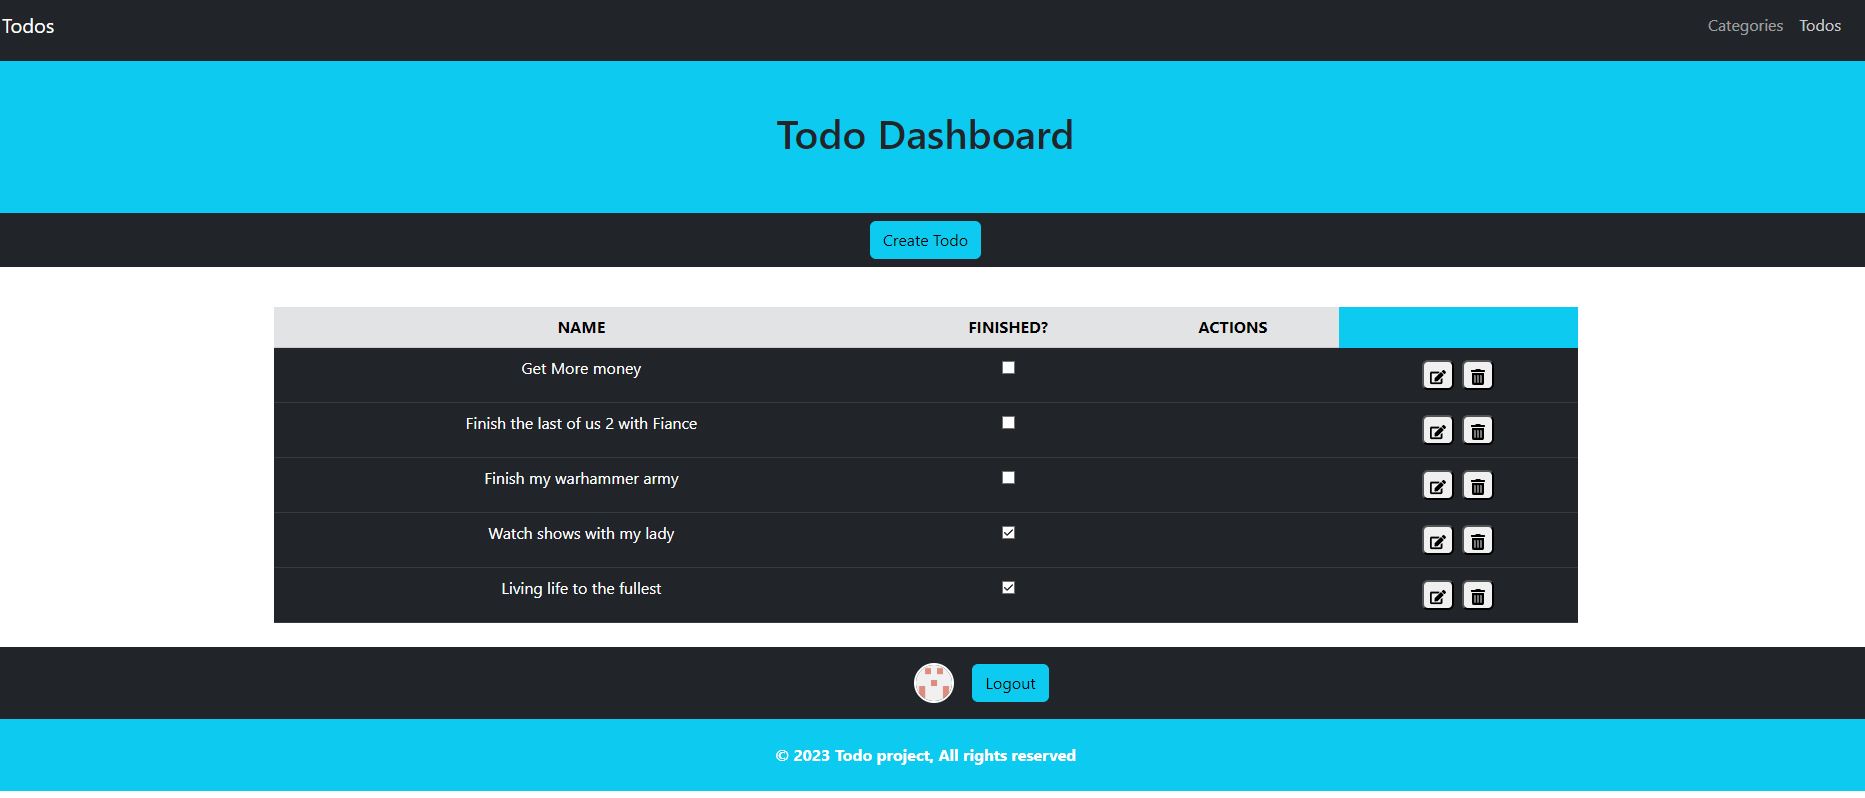 Todos
Categories Todos
Todo Dashboard
Create Todo
NAME FINISHED? ACTIONS
Get More money
Finish the last of us 2 with Fiance
Finish my warhammer army
Watch shows with my lady
Living life to the fullest
Logout
© 2023 Todo project, All rights reserved